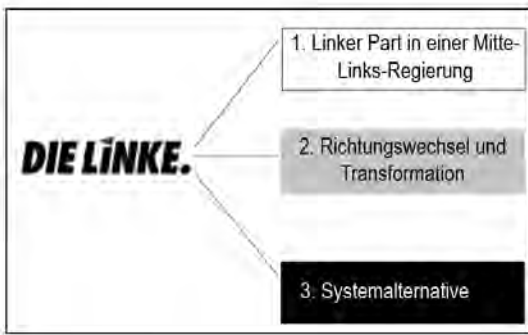 DIE LINKE.
1. Linker Part in einer Mitte-
Links-Regierung
2. Richtungswechsel und
Transformation
3. Systemalternative